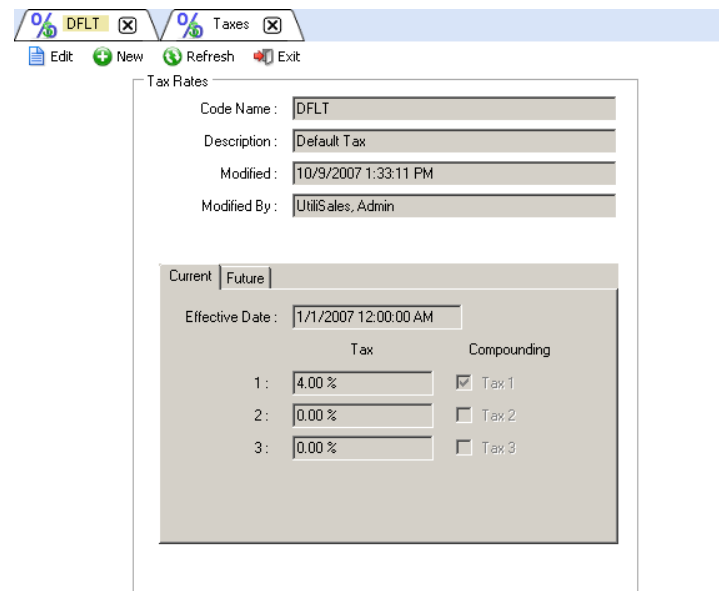 DFLT Taxes
Edit New Refresh Exit
Tax Rates
Code Name : DFLT
Description : Default Tax
Modified : 10/9/2007 1:33:11 PM
Modified By : UtiliSales, Admin
Current Future
Effective Date : 1/1/2007 12:00:00 AM
Tax Compounding
1 : 4.00 % Tax 1
2 : 0.00 % Tax 2
3 : 0.00 % Tax 3